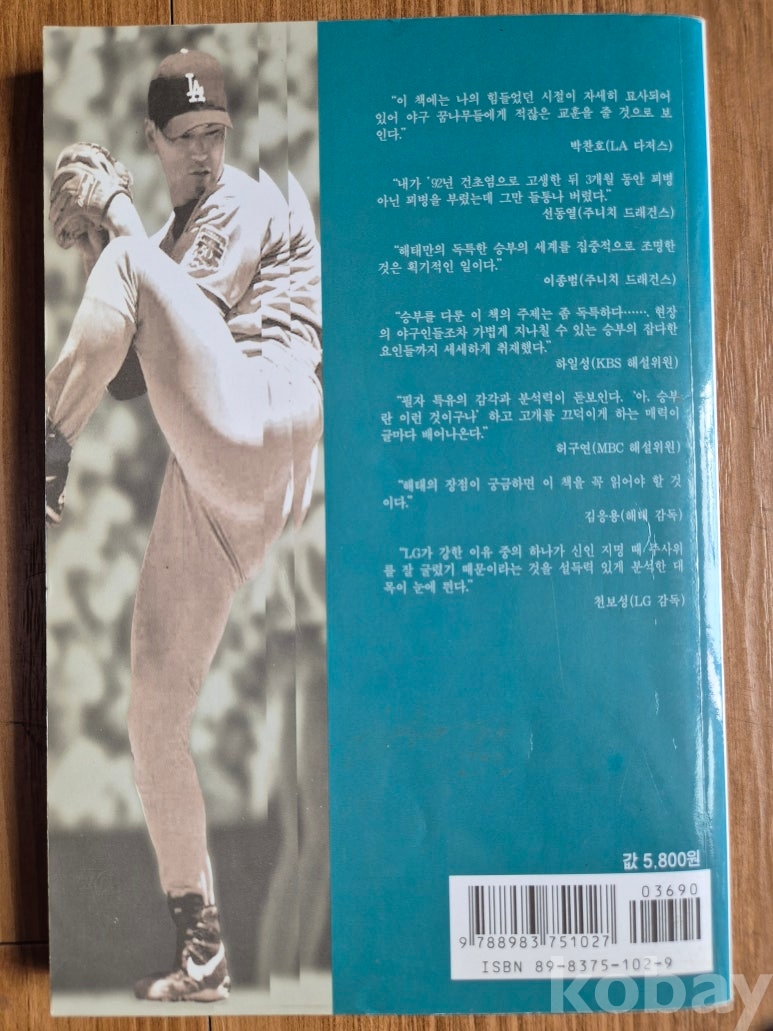 LA
"이 책에는 나의 힘들었던 시절이 자세히 묘사되어
있어 야구 꿈나무들에게 적잖은 교훈을 줄 것으로 보
인다."
박찬호(LA 다저스)
"내가 '92년 건초염으로 고생한 뒤 3개월 동안 피병
아닌 피병을 부렸는데 그만 들통나 버렸다."
선동열(주니치 드래건스)
"해태만의 독특한 승부의 세계를 집중적으로 조명한
것은 획기적인 일이다."
이종범(주니치 드래건스)
"승부를 다룬 이 책의 주제는 좀 독특하다……. 현장
의 야구인들조차 가볍게 지나칠 수 있는 승부의 잡다한
요인들까지 세세하게 취재했다."
하일성(KBS 해설위원)
"필자 특유의 감각과 분석력이 돋보인다. '아, 승부
란 이런 것이구나' 하고 고개를 끄덕이게 하는 매력이
글마다 배어나온다."
허구연(MBC 해설위원)
"해태의 장점이 궁금하면 이 책을 꼭 읽어야 할 것
이다."
김응용(해태 감독)
"LG가 강한 이유 중의 하나가 신인 지명 때 주사위
를 잘 굴렸기 때문이라는 것을 설득력 있게 분석한 대
목이 눈에 띈다."
천보성(LG 감독)
값 5,800원
03690
9 788983 751027
ISBN 89-8375-102-9
kobay